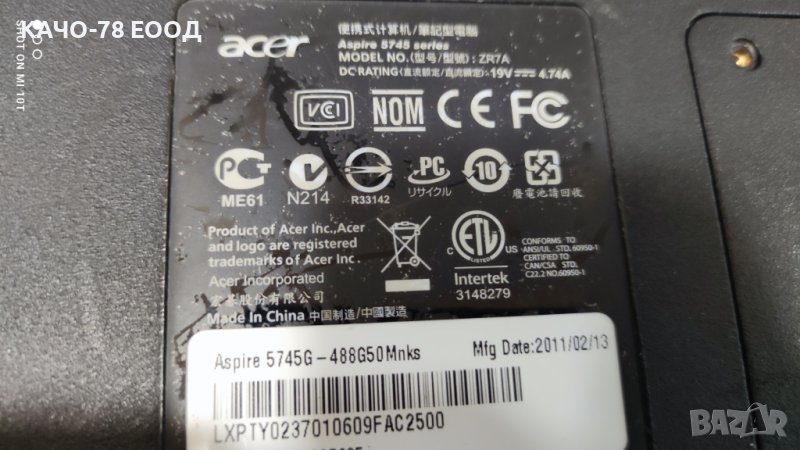 КАЧО-78 ЕООД
SHOT ON MI 10T
acer
便攜式计算机/筆記型電腦
Aspire 5745 series
MODEL NO.(型号/型號): ZR7A
DC RATING(直流額定/直流额定): 19V⎓4.74A
VCCI NOM CE FC
PCT N PC 10
ME61 N214 R33142 リサイクル 廢電池請回收
Product of Acer Inc., Acer
and logo are registered
trademarks of Acer Inc.
Acer Incorporated
宏碁股份有限公司
Made In China 中国制造/中國製造
C ETL US
LISTED
Intertek
3148279
CONFORMS TO
ANSI/UL STD. 60950-1
CERTIFIED TO
CAN/CSA STD.
C22.2 NO.60950-1
Aspire 5745G-488G50Mnks Mfg Date:2011/02/13
LXPTY0237010609FAC2500
BAZAR